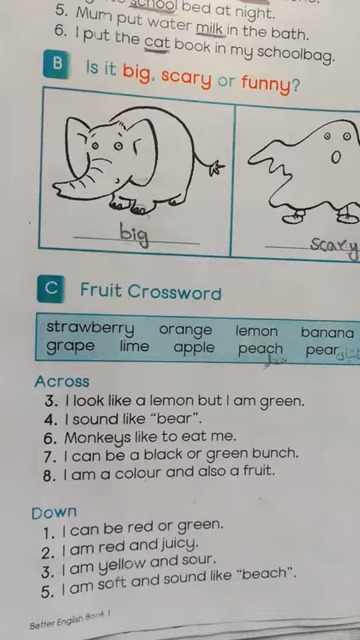 school bed at night.
5. Mum put water milk in the bath.
6. I put the cat book in my schoolbag.
B Is it big, scary or funny?
big
scary
C Fruit Crossword
strawberry orange lemon banana
grape lime apple peach pear
Across
3. I look like a lemon but I am green.
4. I sound like “bear”.
6. Monkeys like to eat me.
7. I can be a black or green bunch.
8. I am a colour and also a fruit.
Down
1. I can be red or green.
2. I am red and juicy.
3. I am yellow and sour.
5. I am soft and sound like “beach”.
Better English Book 1